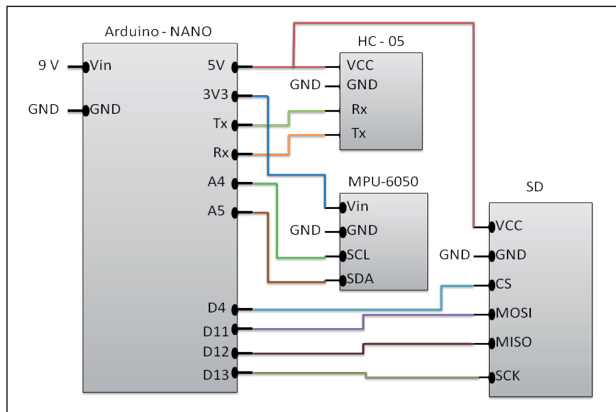 Arduino - NANO
9 V
Vin
GND
GND
5V
3V3
Tx
Rx
A4
A5
D4
D11
D12
D13
HC - 05
VCC
GND
GND
Rx
Tx
MPU-6050
Vin
GND
GND
SCL
SDA
SD
VCC
GND
GND
CS
MOSI
MISO
SCK